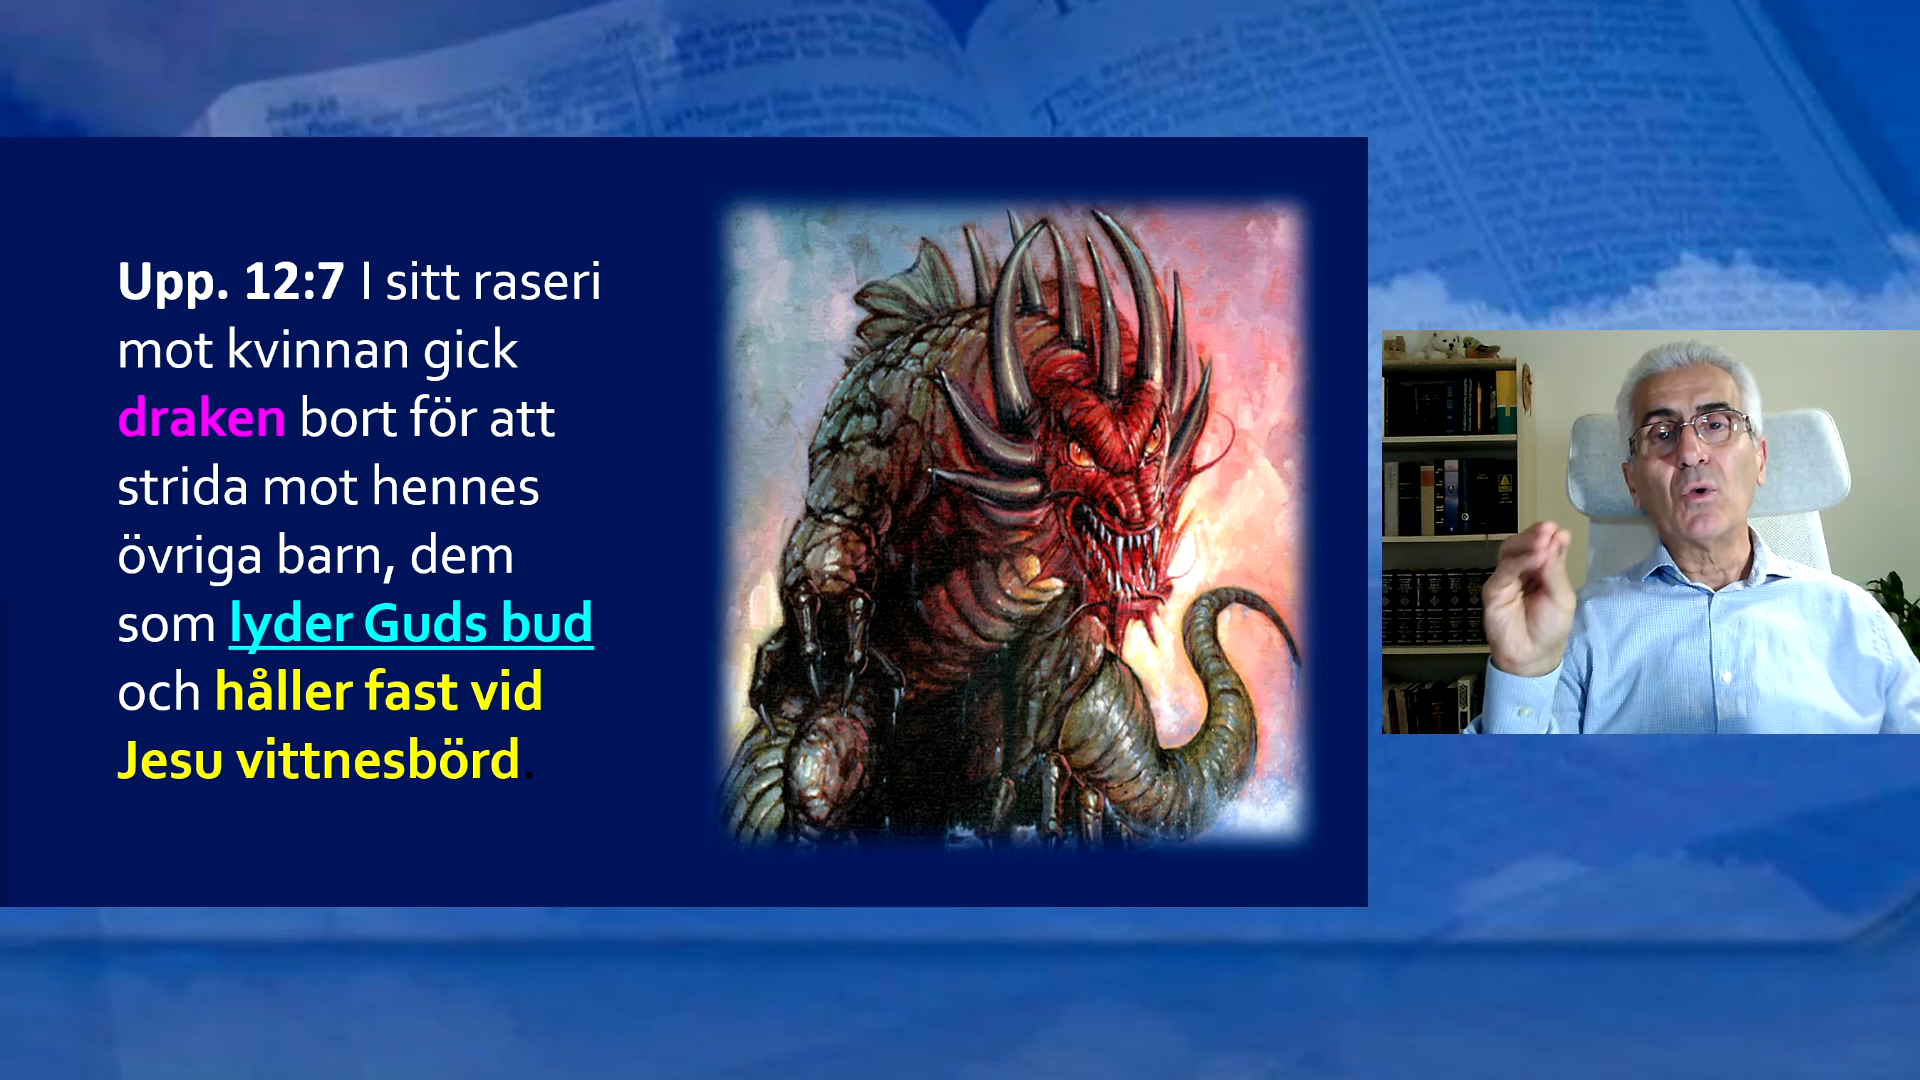 Upp. 12:7 I sitt raseri
mot kvinnan gick
draken bort för att
strida mot hennes
övriga barn, dem
som lyder Guds bud
och håller fast vid
Jesu vittnesbörd.